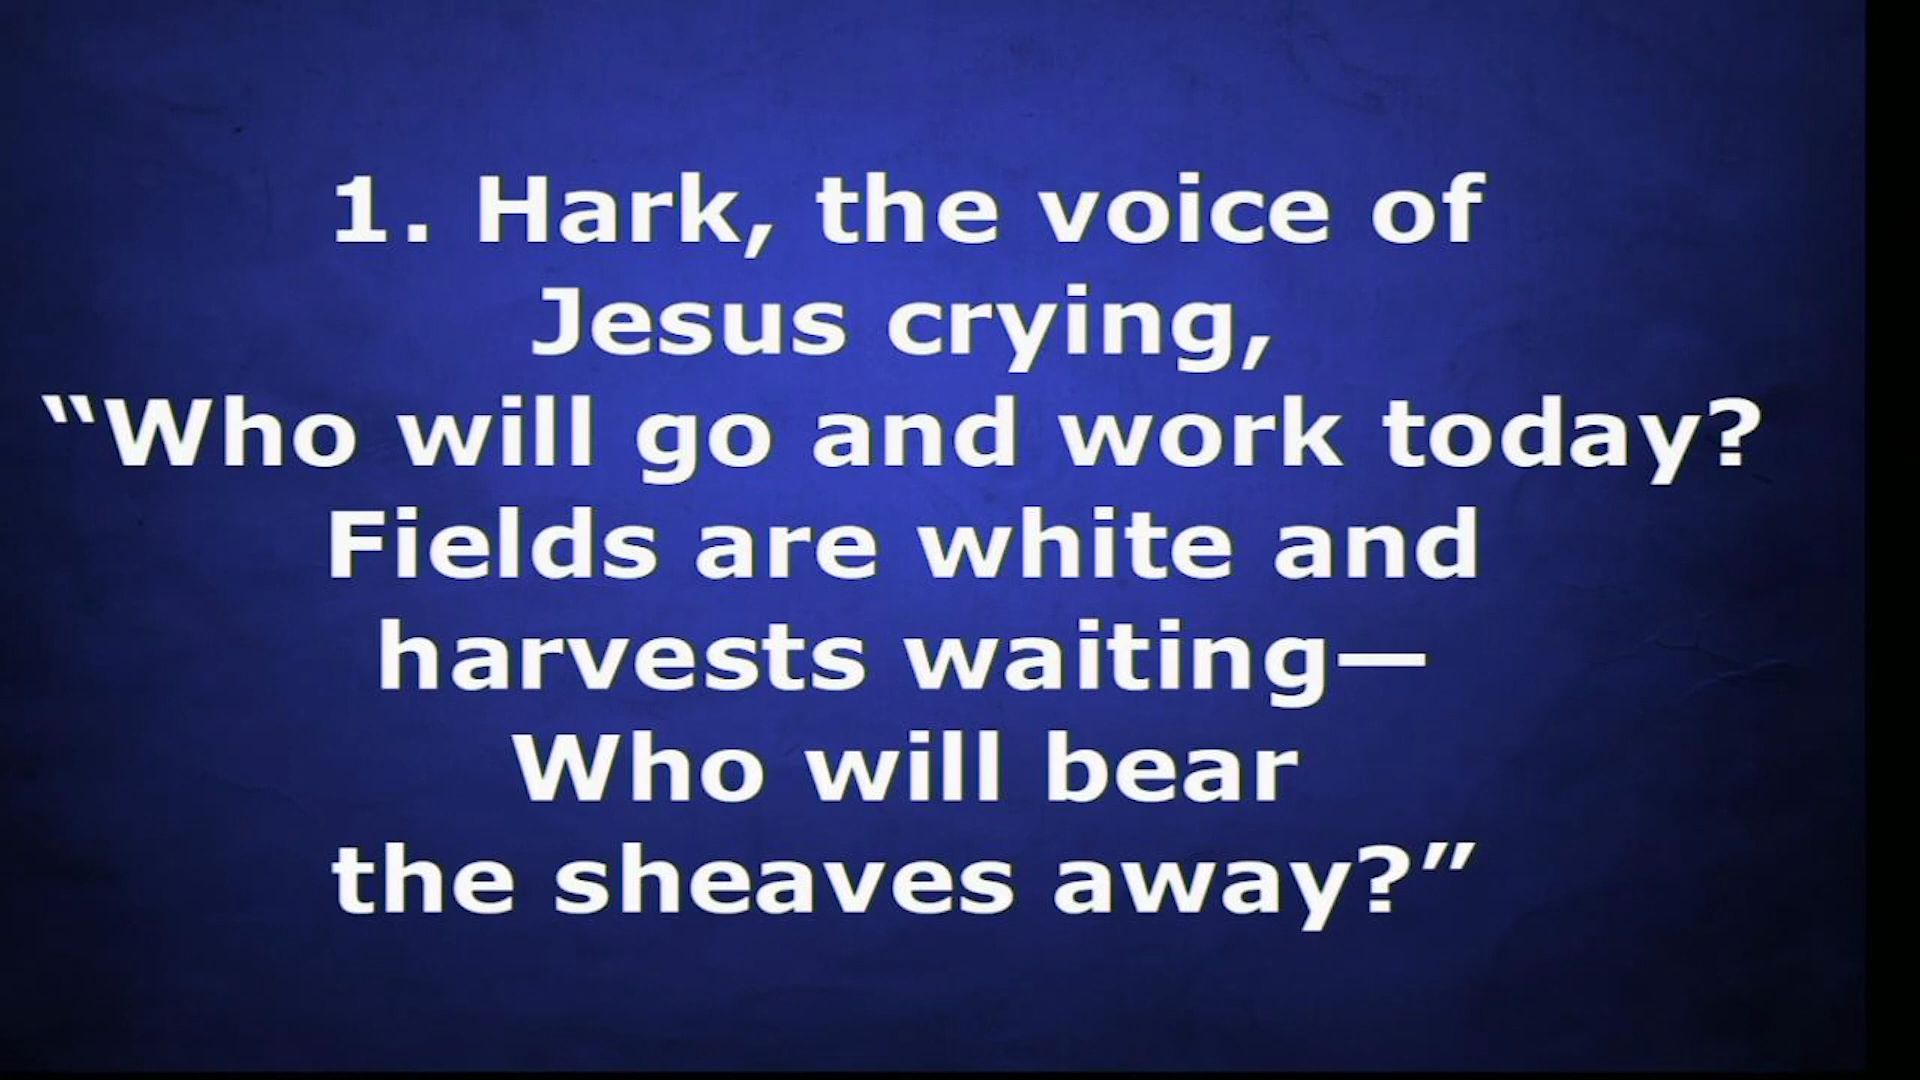 1. Hark, the voice of
Jesus crying,
“Who will go and work today?
Fields are white and
harvests waiting—
Who will bear
the sheaves away?”